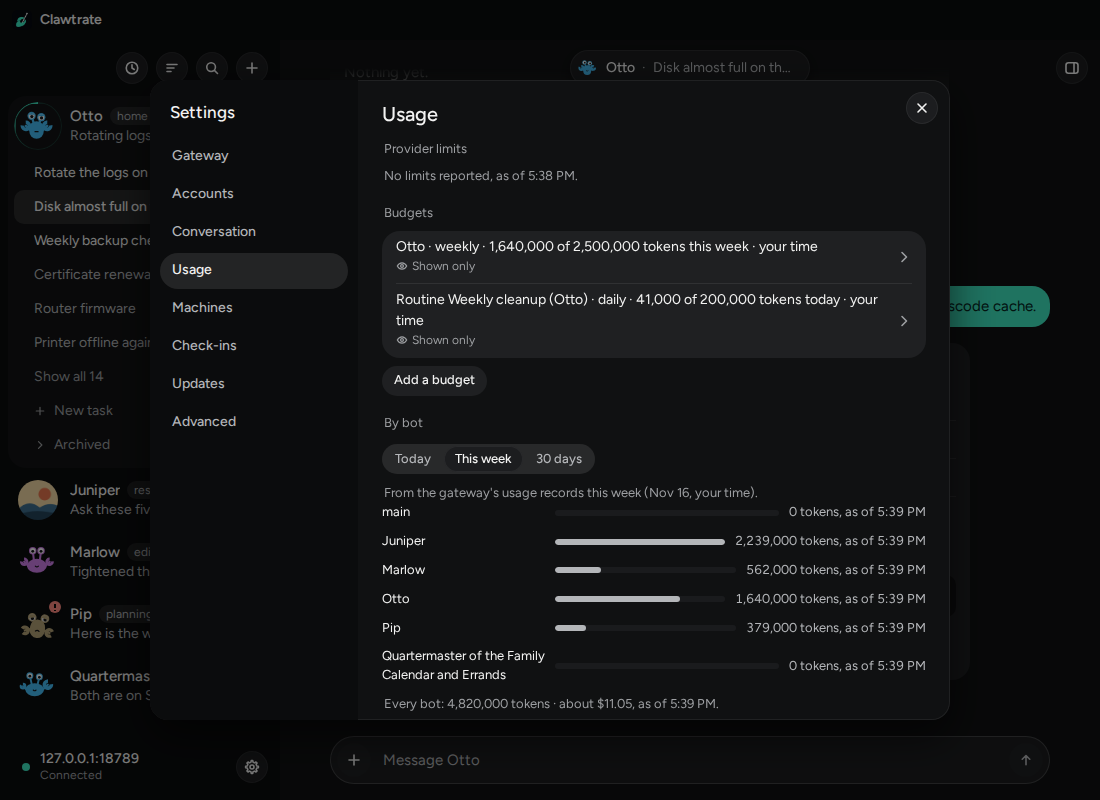 Clawtrate
Nothing yet.
Otto · Disk almost full on th...
Otto home
Rotating logs
Rotate the logs on
Disk almost full on
Weekly backup che
Certificate renewa
Router firmware
Printer offline again
Show all 14
New task
Archived
Juniper res
Ask these fiv
Marlow edi
Tightened th
Pip planning
Here is the w
Quartermas
Both are on S
127.0.0.1:18789
Connected
Settings
Gateway
Accounts
Conversation
Usage
Machines
Check-ins
Updates
Advanced
Usage
Provider limits
No limits reported, as of 5:38 PM.
Budgets
Otto · weekly · 1,640,000 of 2,500,000 tokens this week · your time
Shown only
Routine Weekly cleanup (Otto) · daily · 41,000 of 200,000 tokens today · your
time
Shown only
Add a budget
By bot
Today This week 30 days
From the gateway's usage records this week (Nov 16, your time).
main 0 tokens, as of 5:39 PM
Juniper 2,239,000 tokens, as of 5:39 PM
Marlow 562,000 tokens, as of 5:39 PM
Otto 1,640,000 tokens, as of 5:39 PM
Pip 379,000 tokens, as of 5:39 PM
Quartermaster of the Family
Calendar and Errands 0 tokens, as of 5:39 PM
Every bot: 4,820,000 tokens · about $11.05, as of 5:39 PM.
scode cache.
Message Otto